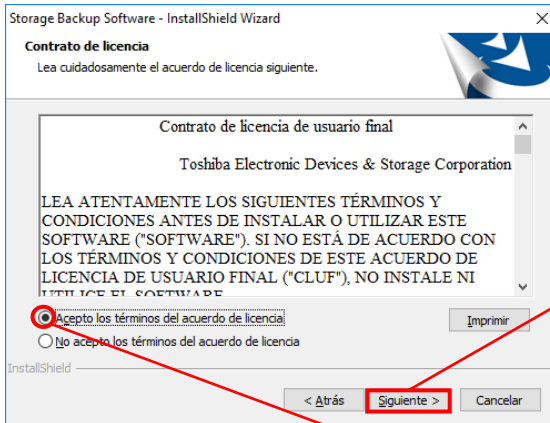 Storage Backup Software - InstallShield Wizard
Contrato de licencia
Lea cuidadosamente el acuerdo de licencia siguiente.
Contrato de licencia de usuario final
Toshiba Electronic Devices & Storage Corporation
LEA ATENTAMENTE LOS SIGUIENTES TÉRMINOS Y
CONDICIONES ANTES DE INSTALAR O UTILIZAR ESTE
SOFTWARE ("SOFTWARE"). SI NO ESTÁ DE ACUERDO CON
LOS TÉRMINOS Y CONDICIONES DE ESTE ACUERDO DE
LICENCIA DE USUARIO FINAL ("CLUF"), NO INSTALE NI
UTILICE EL SOFTWARE
Acepto los términos del acuerdo de licencia
Imprimir
No acepto los términos del acuerdo de licencia
InstallShield
< Atrás Siguiente > Cancelar